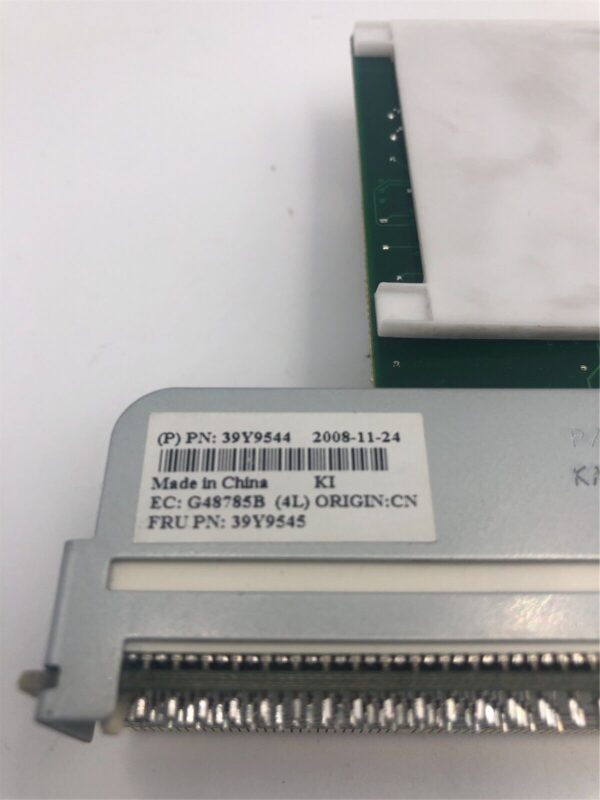 (P) PN: 39Y9544 2008-11-24
Made in China KI
EC: G48785B (4L) ORIGIN:CN
FRU PN: 39Y9545